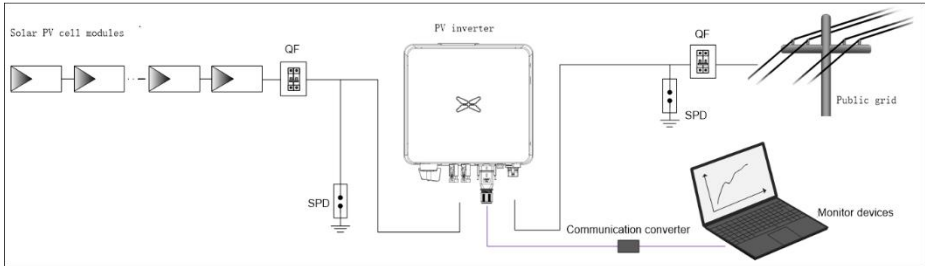 Solar PV cell modules
PV inverter
QF
QF
SPD
Public grid
SPD
Monitor devices
Communication converter